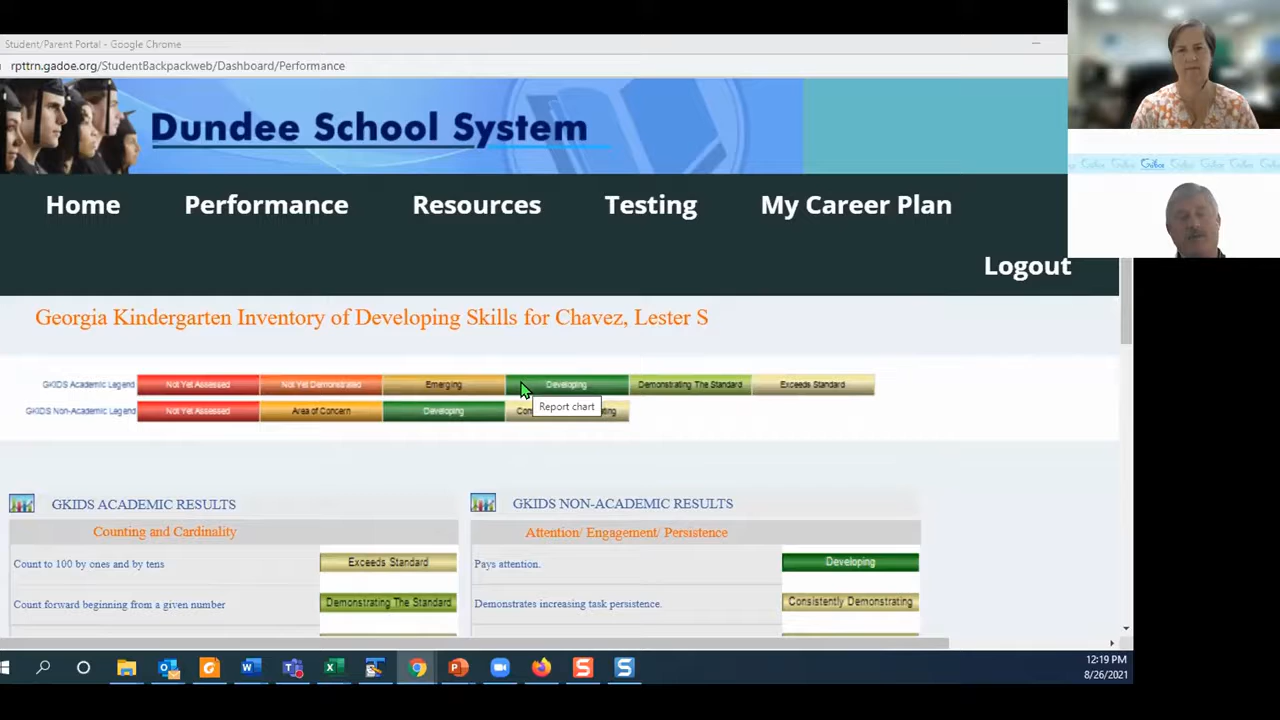 Student/Parent Portal - Google Chrome
rpttrn.gadoe.org/StudentBackpackweb/Dashboard/Performance
Dundee School System
Home Performance Resources Testing My Career Plan
Logout
Georgia Kindergarten Inventory of Developing Skills for Chavez, Lester S
GKIDS Academic Legend Not Yet Assessed Not Yet Demonstrated Emerging Developing Demonstrating The Standard Exceeds Standard
Report chart
GKIDS Non-Academic Legend Not Yet Assessed Area of Concern Developing
GKIDS ACADEMIC RESULTS GKIDS NON-ACADEMIC RESULTS
Counting and Cardinality Attention/ Engagement/ Persistence
Count to 100 by ones and by tens Exceeds Standard Pays attention. Developing
Count forward beginning from a given number Demonstrating The Standard Demonstrates increasing task persistence. Consistently Demonstrating
12:19 PM
8/26/2021